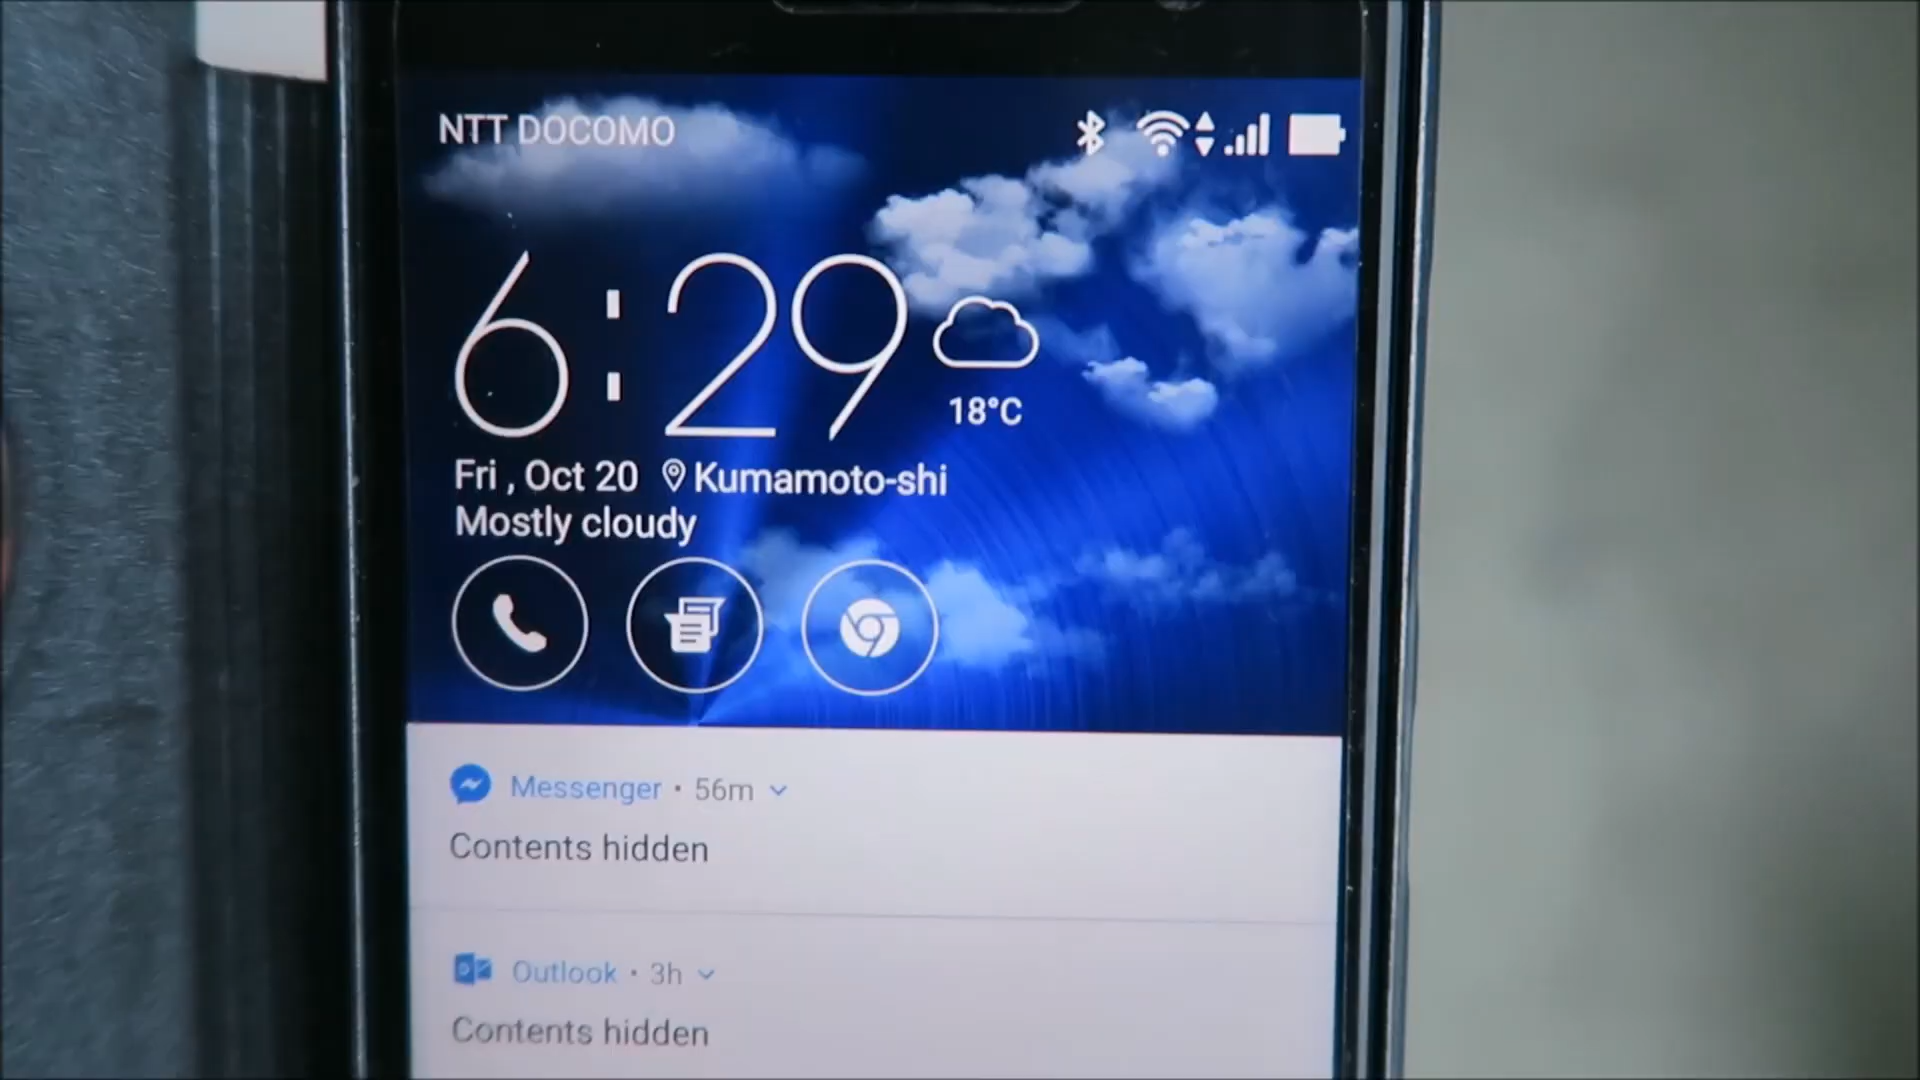 NTT DOCOMO
6:29
18°C
Fri , Oct 20 Kumamoto-shi
Mostly cloudy
Messenger • 56m
Contents hidden
Outlook • 3h
Contents hidden